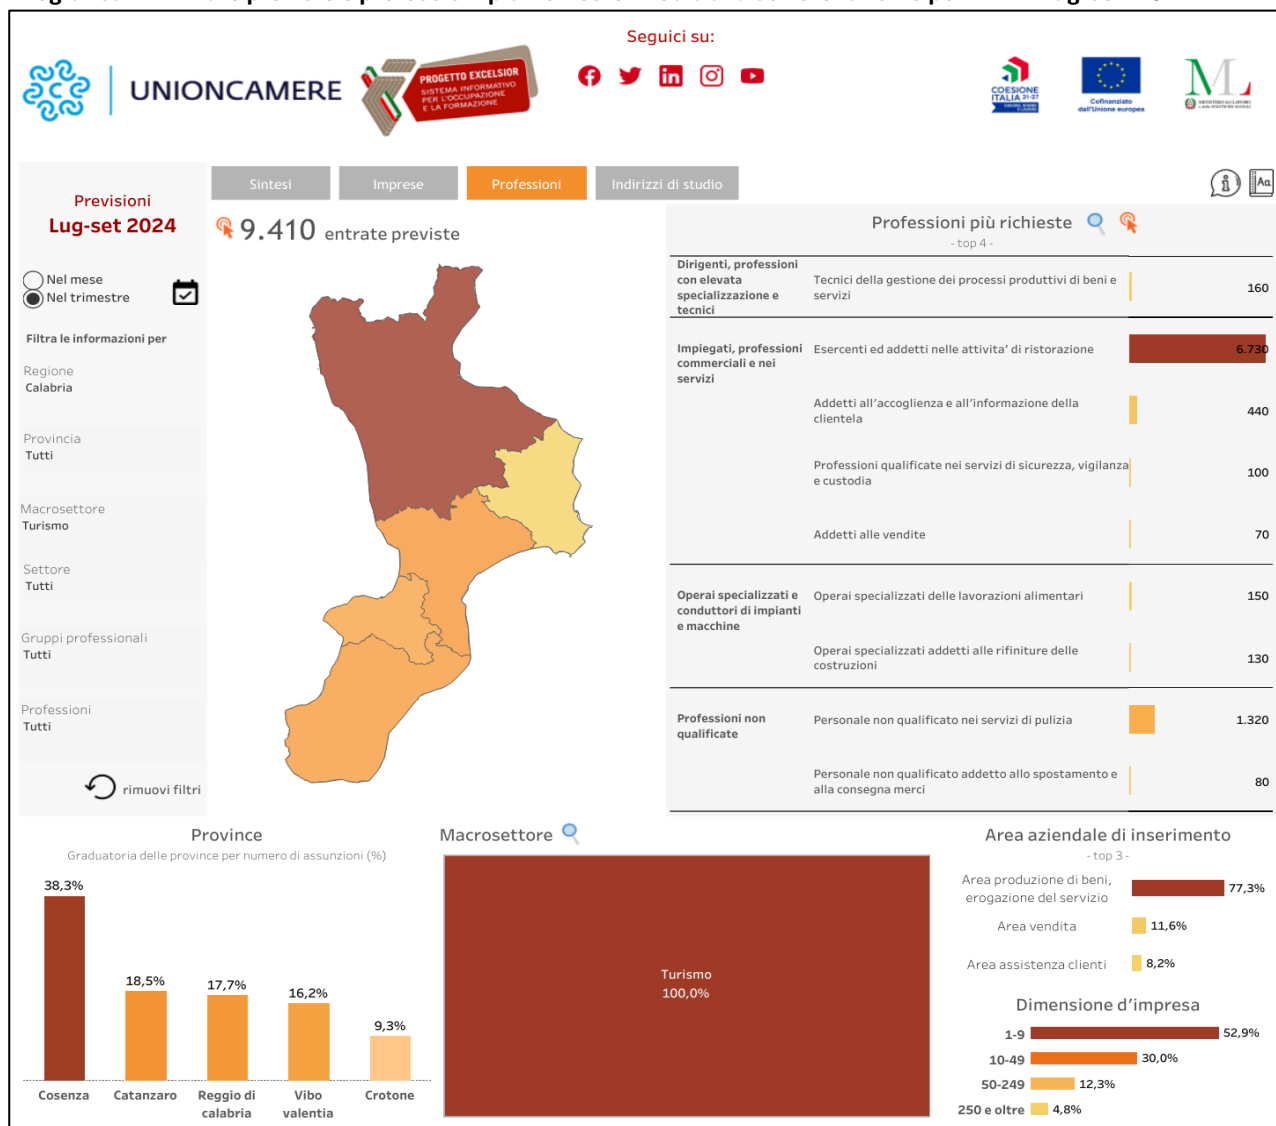 Seguici su:
UNIONCAMERE
PROGETTO EXCELSIOR
SISTEMA INFORMATIVO
PER L'OCCUPAZIONE
E LA FORMAZIONE
COESIONE
ITALIA 21-27
Cofinanziato
dall'Unione europea
ML
Previsioni
Lug-set 2024
Nel mese
Nel trimestre
Filtra le informazioni per
Regione
Calabria
Provincia
Tutti
Macrosettore
Turismo
Settore
Tutti
Gruppi professionali
Tutti
Professioni
Tutti
rimuovi filtri
Sintesi
Imprese
Professioni
Indirizzi di studio
Aa
9.410 entrate previste
Professioni più richieste
- top 4 -
Dirigenti, professioni
con elevata
specializzazione e
tecnici
Tecnici della gestione dei processi produttivi di beni e
servizi
160
Impiegati, professioni
commerciali e nei
servizi
Esercenti ed addetti nelle attivita' di ristorazione
6.730
Addetti all'accoglienza e all'informazione della
clientela
440
Professioni qualificate nei servizi di sicurezza, vigilanza
e custodia
100
Addetti alle vendite
70
Operai specializzati e
conduttori di impianti
e macchine
Operai specializzati delle lavorazioni alimentari
150
Operai specializzati addetti alle rifiniture delle
costruzioni
130
Professioni non
qualificate
Personale non qualificato nei servizi di pulizia
1.320
Personale non qualificato addetto allo spostamento e
alla consegna merci
80
Province
Graduatoria delle province per numero di assunzioni (%)
38,3%
18,5%
17,7%
16,2%
9,3%
Cosenza
Catanzaro
Reggio di
calabria
Vibo
valentia
Crotone
Macrosettore
Turismo
100,0%
Area aziendale di inserimento
- top 3 -
Area produzione di beni,
erogazione del servizio
77,3%
Area vendita
11,6%
Area assistenza clienti
8,2%
Dimensione d'impresa
1-9
52,9%
10-49
30,0%
50-249
12,3%
250 e oltre
4,8%